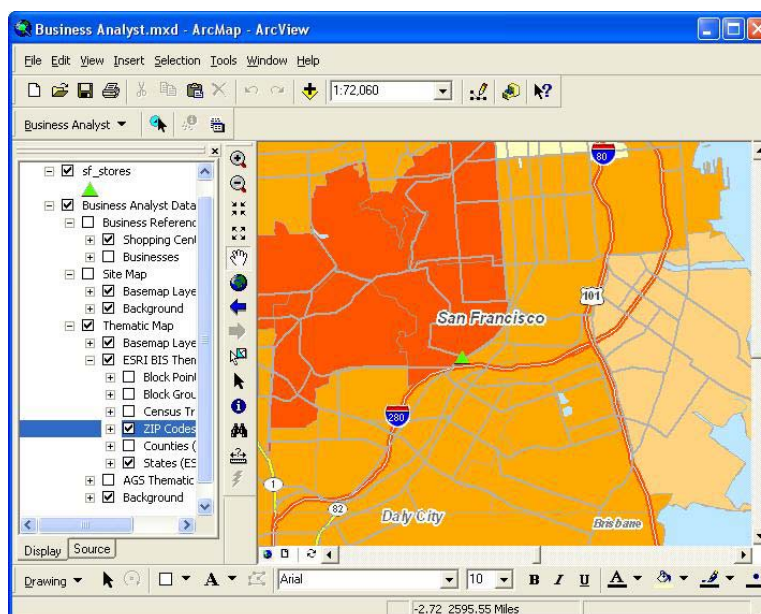 Business Analyst.mxd - ArcMap - ArcView
File Edit View Insert Selection Tools Window Help
1:72,060
Business Analyst
sf_stores
Business Analyst Data
Business Referenc
Shopping Cent
Businesses
Site Map
Basemap Laye
Background
Thematic Map
Basemap Laye
ESRI BIS Them
Block Point
Block Grou
Census Tr
ZIP Codes
Counties (
States (ES
AGS Thematic
Background
Display Source
80
101
San Francisco
280
1
82
Daly City
Brisbane
Drawing A Arial 10 B I U A
-2.72 2595.55 Miles